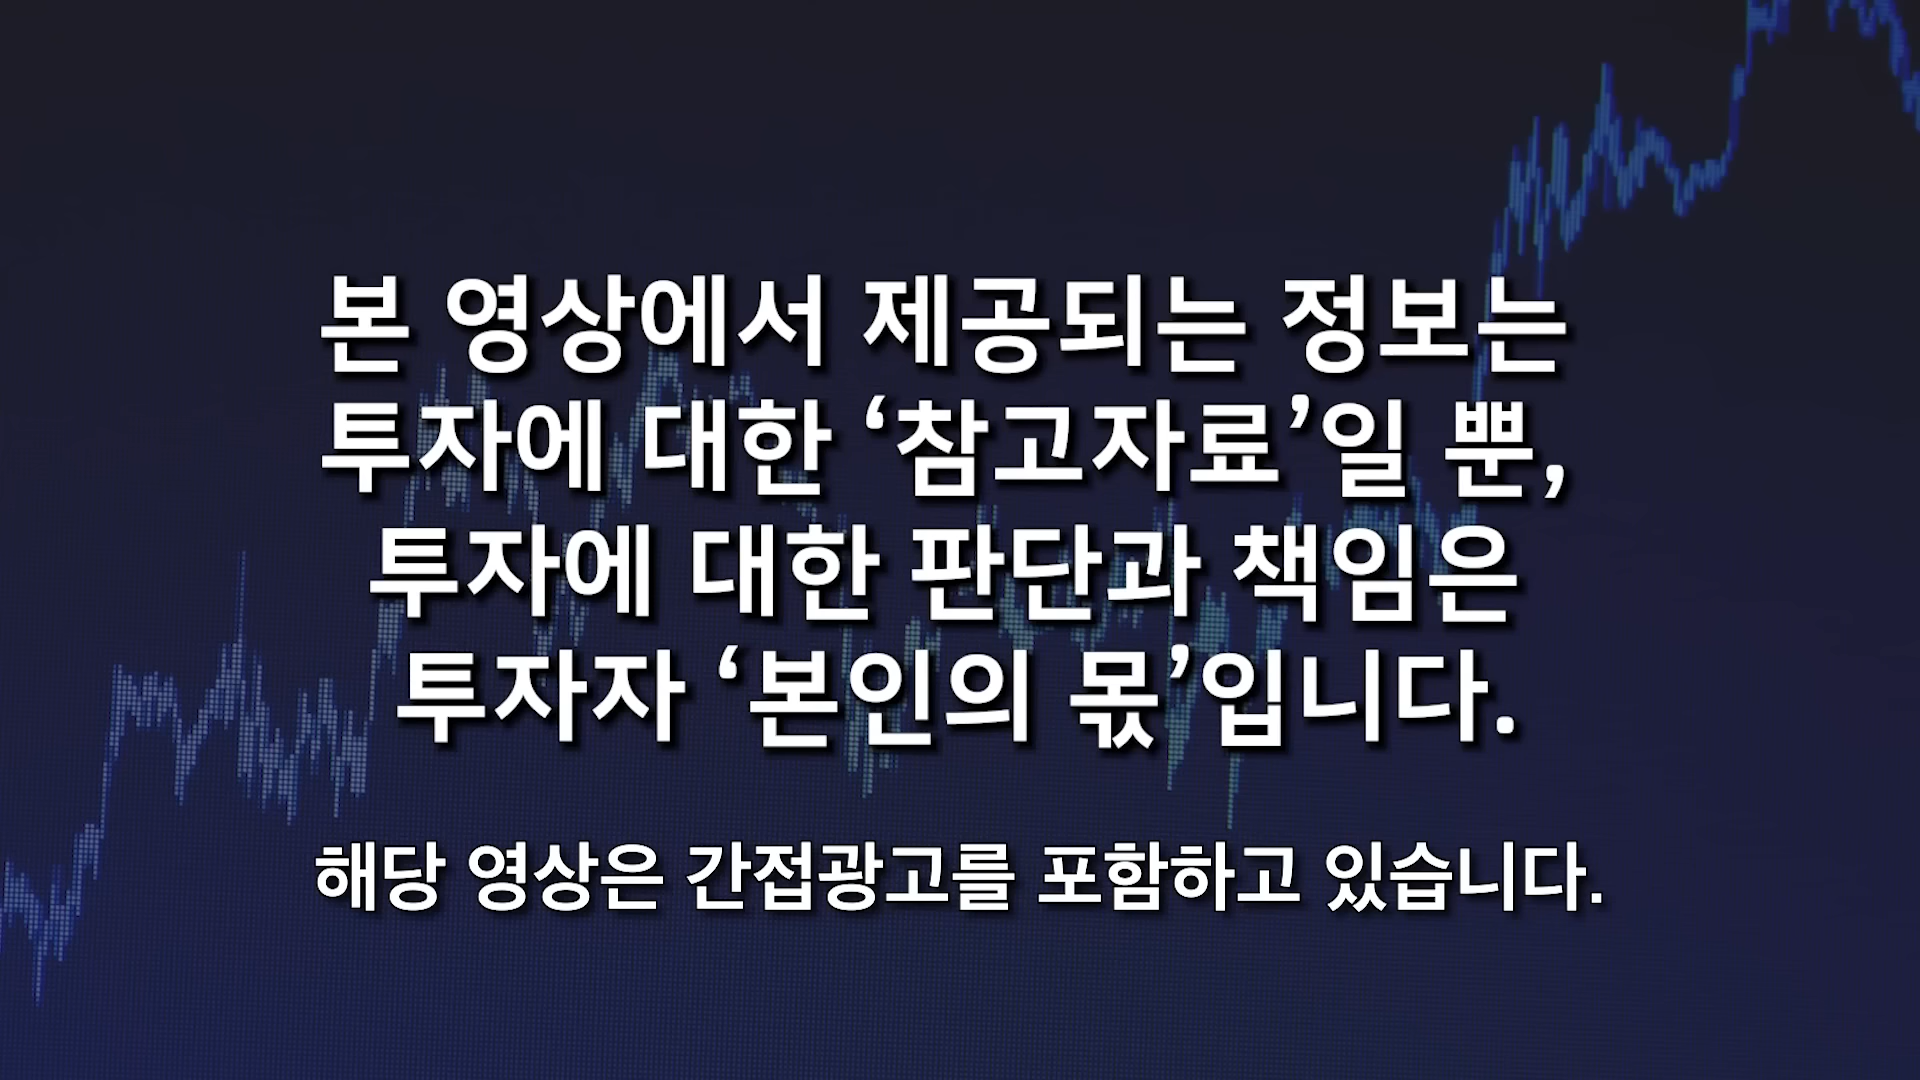 본 영상에서 제공되는 정보는
투자에 대한 ‘참고자료’일 뿐,
투자에 대한 판단과 책임은
투자자 ‘본인의 몫’입니다.
해당 영상은 간접광고를 포함하고 있습니다.